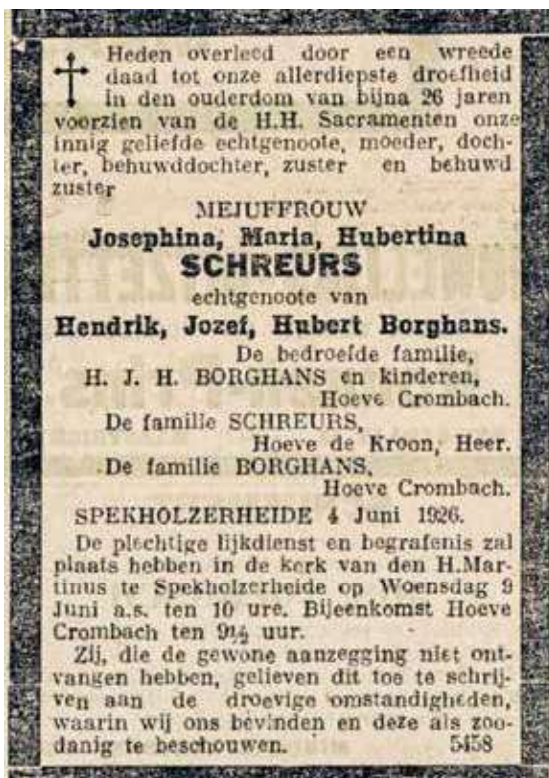 Heden overleed door een wreede
daad tot onze allerdiepste droefheid
in den ouderdom van bijna 26 jaren
voorzien van de H.H. Sacramenten onze
innig geliefde echtgenoote, moeder, doch-
ter, behuwddochter, zuster en behuwd
zuster
MEJUFFROUW
Josephina, Maria, Hubertina
SCHREURS
echtgenoote van
Hendrik, Jozef, Hubert Borghans.
De bedroefde familie,
H. J. H. BORGHANS en kinderen,
Hoeve Crombach.
De familie SCHREURS,
Hoeve de Kroon, Heer.
De familie BORGHANS,
Hoeve Crombach.
SPEKHOLZERHEIDE 4 Juni 1926.
De plechtige lijkdienst en begrafenis zal
plaats hebben in de kerk van den H.Mar-
tinus te Spekholzerheide op Woensdag 9
Juni a.s. ten 10 ure. Bijeenkomst Hoeve
Crombach ten 9½ uur.
Zij, die de gewone aanzegging niet ont-
vangen hebben, gelieven dit toe te schrij-
ven aan de droevige omstandigheden,
waarin wij ons bevinden en deze als zoo-
danig te beschouwen. 5458